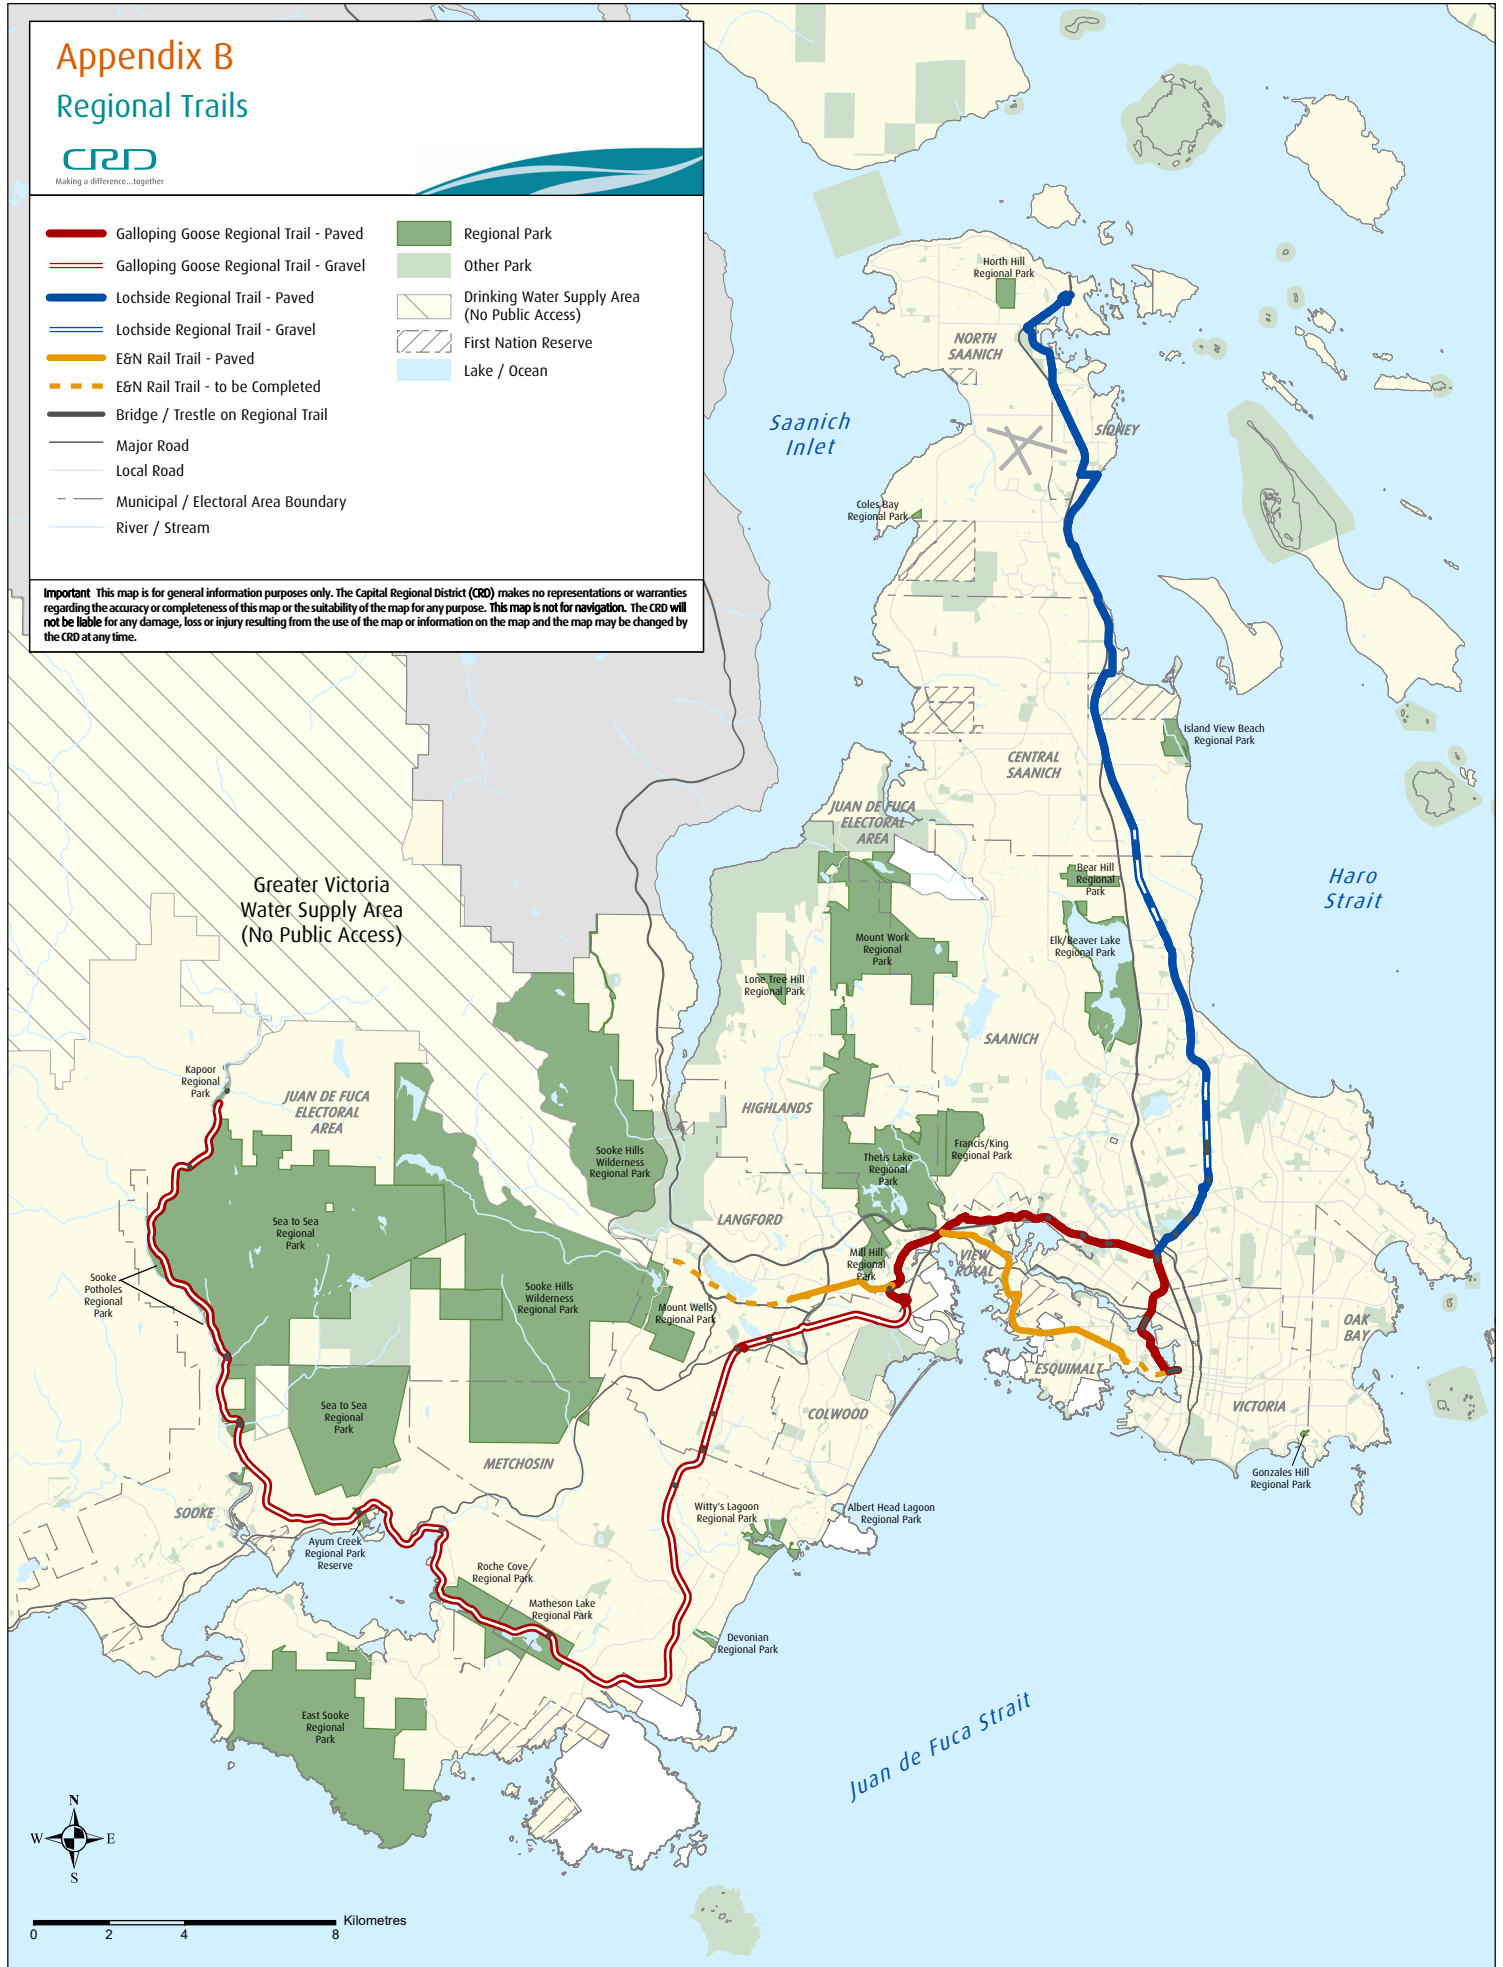 Appendix B
Regional Trails
CRD
Making a difference...together
Galloping Goose Regional Trail - Paved
Galloping Goose Regional Trail - Gravel
Lochside Regional Trail - Paved
Lochside Regional Trail - Gravel
E&N Rail Trail - Paved
E&N Rail Trail - to be Completed
Bridge / Trestle on Regional Trail
Major Road
Local Road
Municipal / Electoral Area Boundary
River / Stream
Regional Park
Other Park
Drinking Water Supply Area
(No Public Access)
First Nation Reserve
Lake / Ocean
Important This map is for general information purposes only. The Capital Regional District (CRD) makes no representations or warranties
regarding the accuracy or completeness of this map or the suitability of the map for any purpose. This map is not for navigation. The CRD will
not be liable for any damage, loss or injury resulting from the use of the map or information on the map and the map may be changed by
the CRD at any time.
Horth Hill
Regional Park
NORTH
SAANICH
Saanich
Inlet
SIDNEY
Coles Bay
Regional Park
Island View Beach
Regional Park
CENTRAL
SAANICH
JUAN DE FUCA
ELECTORAL
AREA
Greater Victoria
Water Supply Area
(No Public Access)
Bear Hill
Regional
Park
Haro
Strait
Mount Work
Regional
Park
Elk/Beaver Lake
Regional Park
Lone Tree Hill
Regional Park
SAANICH
Kapoor
Regional
Park
JUAN DE FUCA
ELECTORAL
AREA
HIGHLANDS
Sooke Hills
Wilderness
Regional Park
Francis/King
Regional Park
Thetis Lake
Regional
Park
Sea to Sea
Regional
Park
LANGFORD
Mill Hill
Regional
Park
VIEW
ROYAL
Sooke
Potholes
Regional
Park
Sooke Hills
Wilderness
Regional Park
Mount Wells
Regional Park
OAK
BAY
ESQUIMALT
Sea to Sea
Regional
Park
COLWOOD
VICTORIA
METCHOSIN
Gonzales Hill
Regional Park
SOOKE
Witty's Lagoon
Regional Park
Albert Head Lagoon
Regional Park
Ayum Creek
Regional Park
Reserve
Roche Cove
Regional Park
Matheson Lake
Regional Park
Devonian
Regional Park
East Sooke
Regional
Park
Juan de Fuca Strait
N
W E
S
Kilometres
0 2 4 8